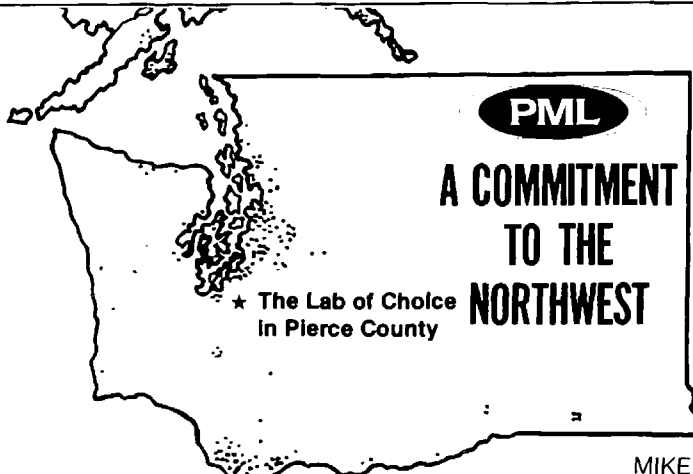 PML
A COMMITMENT
TO THE
NORTHWEST
★ The Lab of Choice
in Pierce County
MIKE